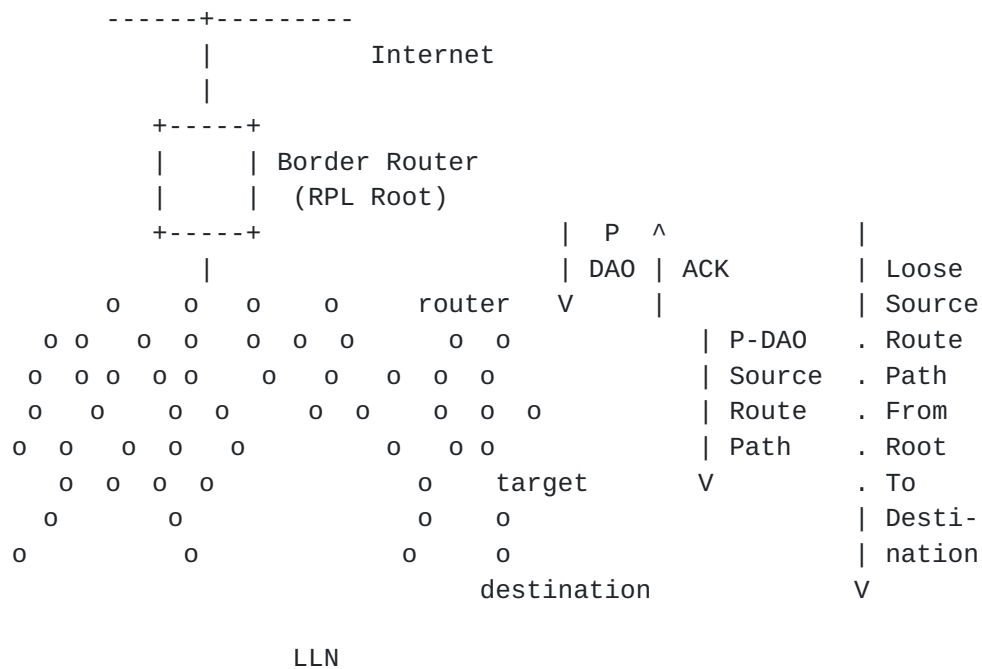 ------+---------
|          Internet
|
+-----+
|     | Border Router
|     |  (RPL Root)
+-----+                   |  P  ^            |
|                      | DAO | ACK        | Loose
o    o   o    o     router   V     |            | Source
o o   o  o   o  o  o      o  o            | P-DAO   . Route
o  o o  o o    o   o   o  o  o             | Source  . Path
o   o    o  o     o  o    o  o  o          | Route   . From
o  o   o  o   o         o   o o             | Path    . Root
o  o  o  o             o    target       V         . To
o       o               o    o                      | Desti-
o          o             o     o                      | nation
destination             V
LLN